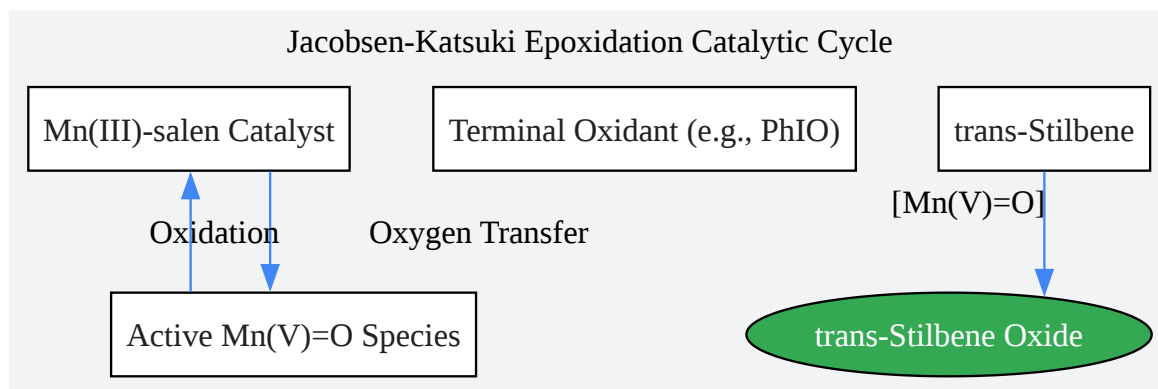 Jacobsen-Katsuki Epoxidation Catalytic Cycle
Mn(III)-salen Catalyst
Terminal Oxidant (e.g., PhIO)
trans-Stilbene
[Mn(V)=O]
Oxidation
Oxygen Transfer
Active Mn(V)=O Species
trans-Stilbene Oxide